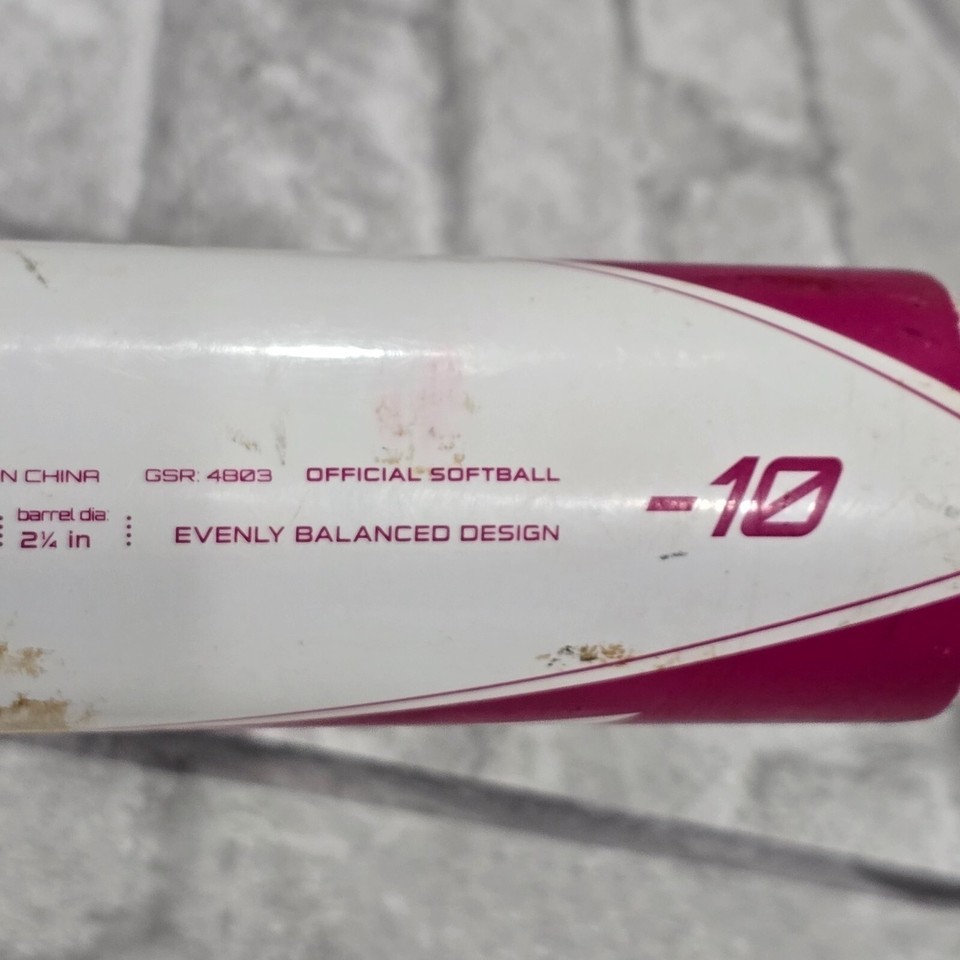 N CHINA GSR: 4803 OFFICIAL SOFTBALL
barrel dia:
2¼ in
EVENLY BALANCED DESIGN
-10